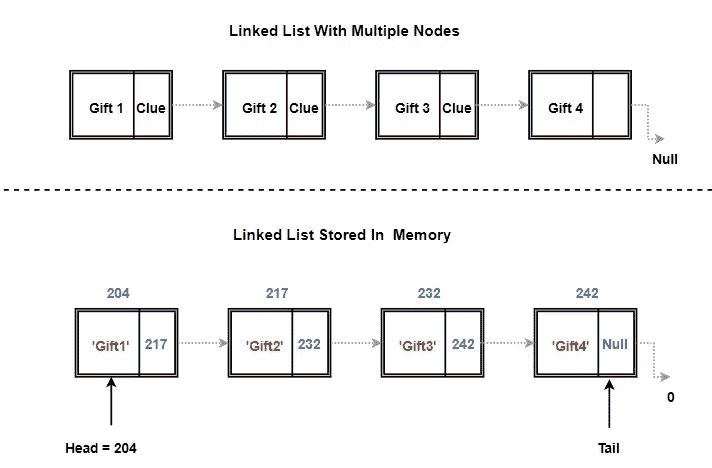 Linked List With Multiple Nodes
Gift 1 Clue Gift 2 Clue Gift 3 Clue Gift 4
Null
Linked List Stored In Memory
204 217 232 242
'Gift1' 217 'Gift2' 232 'Gift3' 242 'Gift4' Null
0
Head = 204 Tail